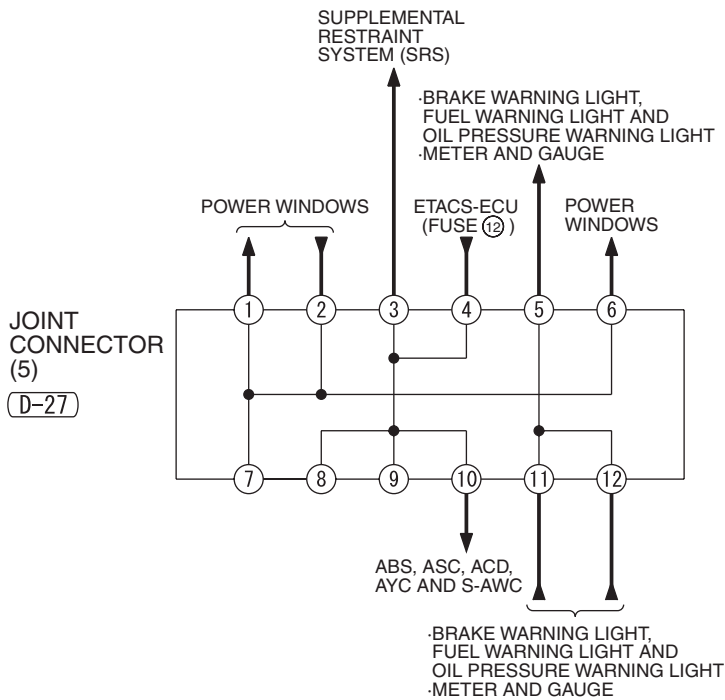 SUPPLEMENTAL
RESTRAINT
SYSTEM (SRS)
·BRAKE WARNING LIGHT,
FUEL WARNING LIGHT AND
OIL PRESSURE WARNING LIGHT
·METER AND GAUGE
POWER WINDOWS
ETACS-ECU
(FUSE 12 )
POWER
WINDOWS
1 2 3 4 5 6
JOINT
CONNECTOR
(5)
D-27
7 8 9 10 11 12
ABS, ASC, ACD,
AYC AND S-AWC
·BRAKE WARNING LIGHT,
FUEL WARNING LIGHT AND
OIL PRESSURE WARNING LIGHT
·METER AND GAUGE